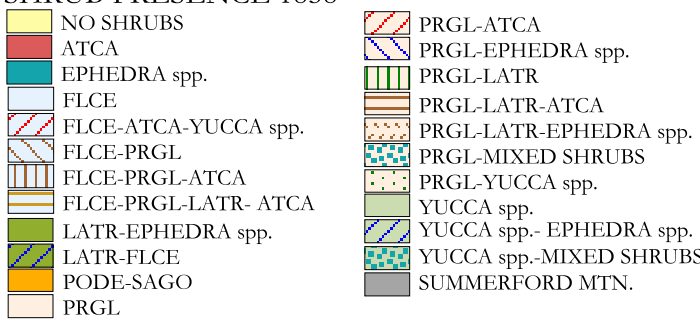 NO SHRUBS
ATCA
EPHEDRA spp.
FLCE
FLCE-ATCA-YUCCA spp.
FLCE-PRGL
FLCE-PRGL-ATCA
FLCE-PRGL-LATR- ATCA
LATR-EPHEDRA spp.
LATR-FLCE
PODE-SAGO
PRGL
PRGL-ATCA
PRGL-EPHEDRA spp.
PRGL-LATR
PRGL-LATR-ATCA
PRGL-LATR-EPHEDRA spp.
PRGL-MIXED SHRUBS
PRGL-YUCCA spp.
YUCCA spp.
YUCCA spp.- EPHEDRA spp.
YUCCA spp.-MIXED SHRUBS
SUMMERFORD MTN.